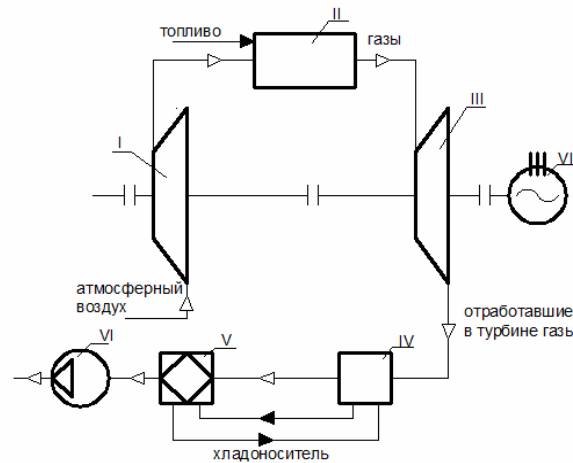 топливо
II
газы
III
I
VI
атмосферный
воздух
отработавшие
в турбине газы
VI
V
IV
хладоноситель